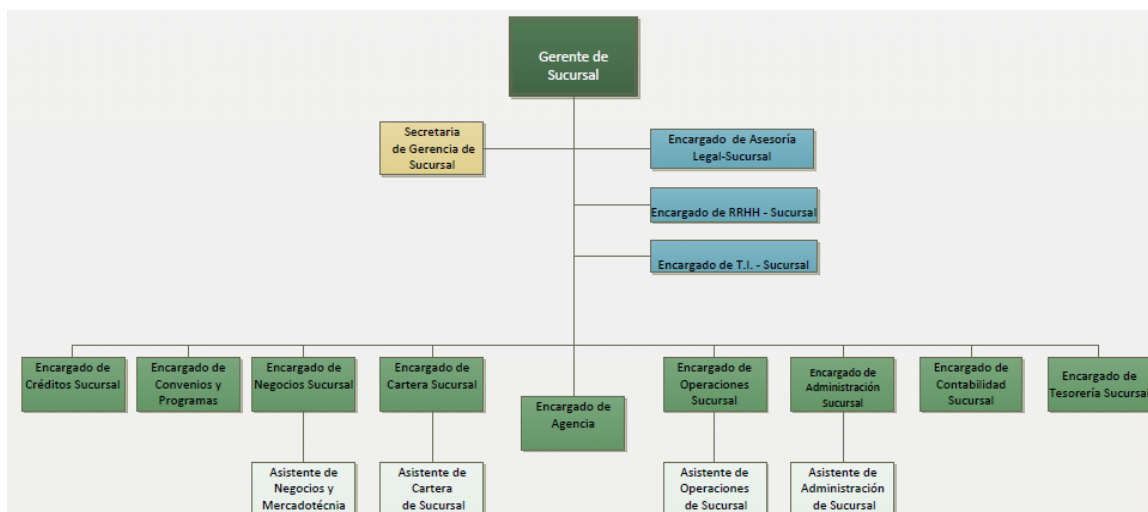 Gerente de
Sucursal
Secretaria
de Gerencia de
Sucursal
Encargado de Asesoría
Legal-Sucursal
Encargado de RRHH - Sucursal
Encargado de T.I. - Sucursal
Encargado de
Créditos Sucursal
Encargado de
Convenios y
Programas
Encargado de
Negocios Sucursal
Encargado de
Cartera Sucursal
Encargado de
Agencia
Encargado de
Operaciones
Sucursal
Encargado de
Administración
Sucursal
Encargado de
Contabilidad
Sucursal
Encargado de
Tesorería Sucursal
Asistente de
Negocios y
Mercadotécnia
Asistente de
Cartera
de Sucursal
Asistente de
Operaciones
de Sucursal
Asistente de
Administración
de Sucursal